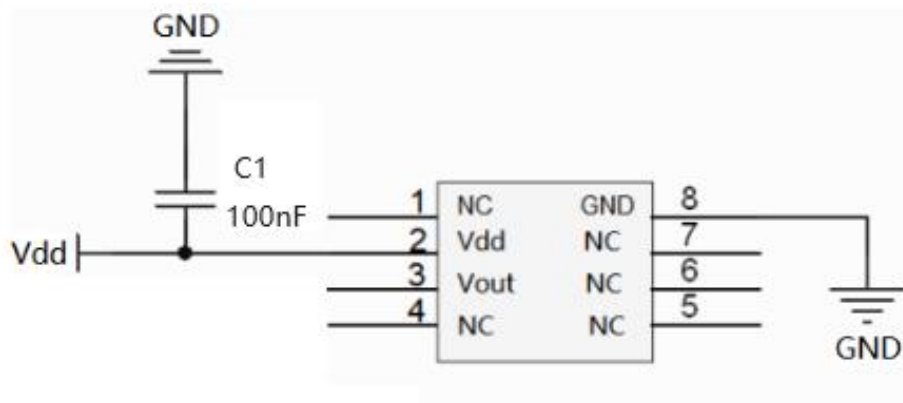 GND
C1
100nF
1 NC GND 8
Vdd 2 Vdd NC 7
3 Vout NC 6
4 NC NC 5
GND